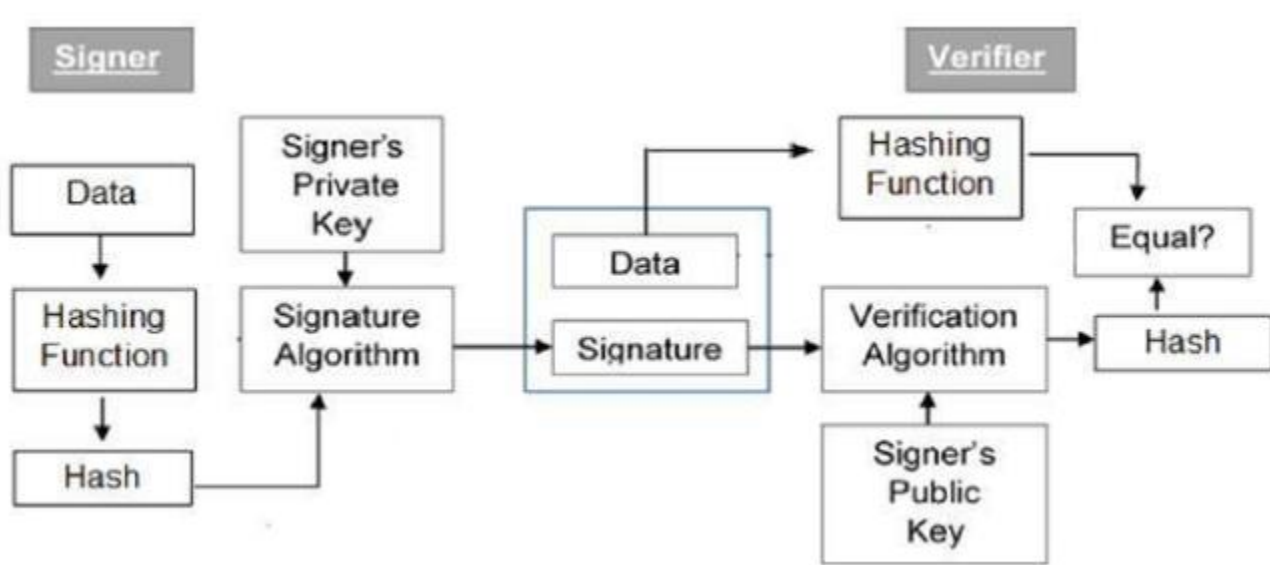 Signer
Verifier
Data
Hashing
Function
Hash
Signer's
Private
Key
Signature
Algorithm
Data
Signature
Hashing
Function
Equal?
Verification
Algorithm
Hash
Signer's
Public
Key